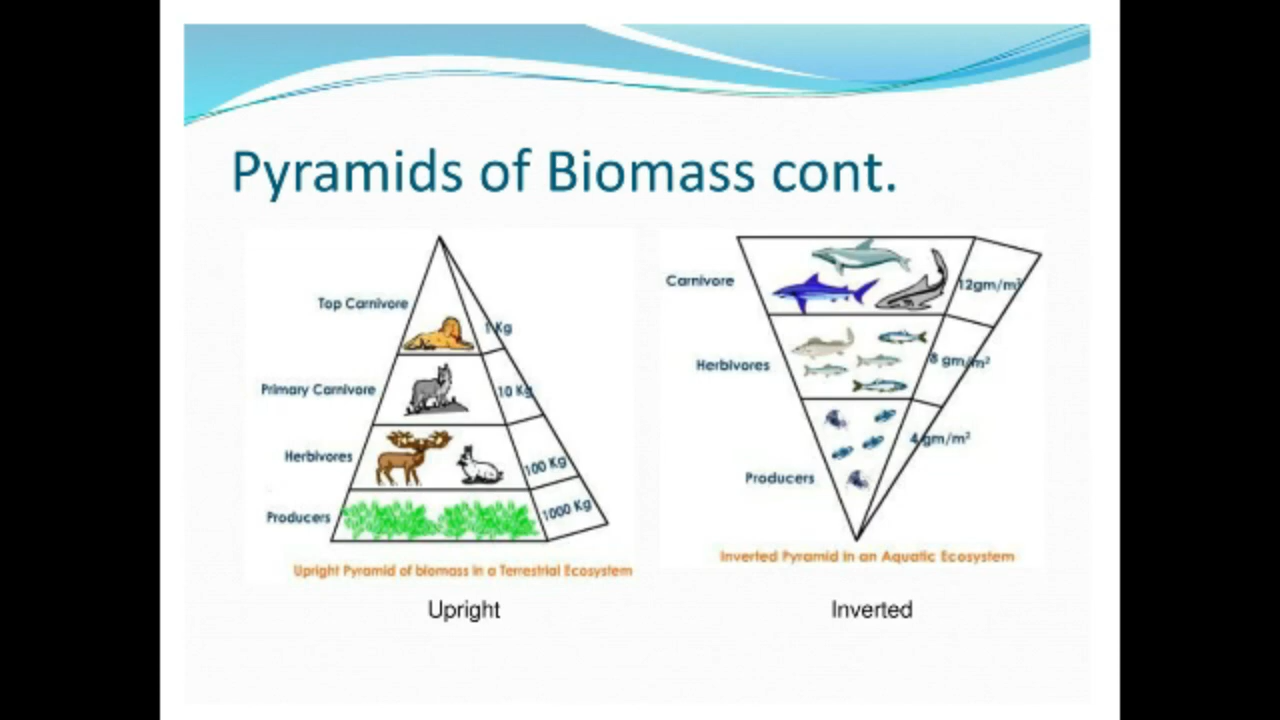 Pyramids of Biomass cont.
Top Carnivore
1 Kg
Primary Carnivore
10 Kg
Herbivores
100 Kg
Producers
1000 Kg
Upright Pyramid of biomass in a Terrestrial Ecosystem
Upright
Carnivore
12gm/m²
Herbivores
8 gm/m²
4 gm/m²
Producers
Inverted Pyramid in an Aquatic Ecosystem
Inverted